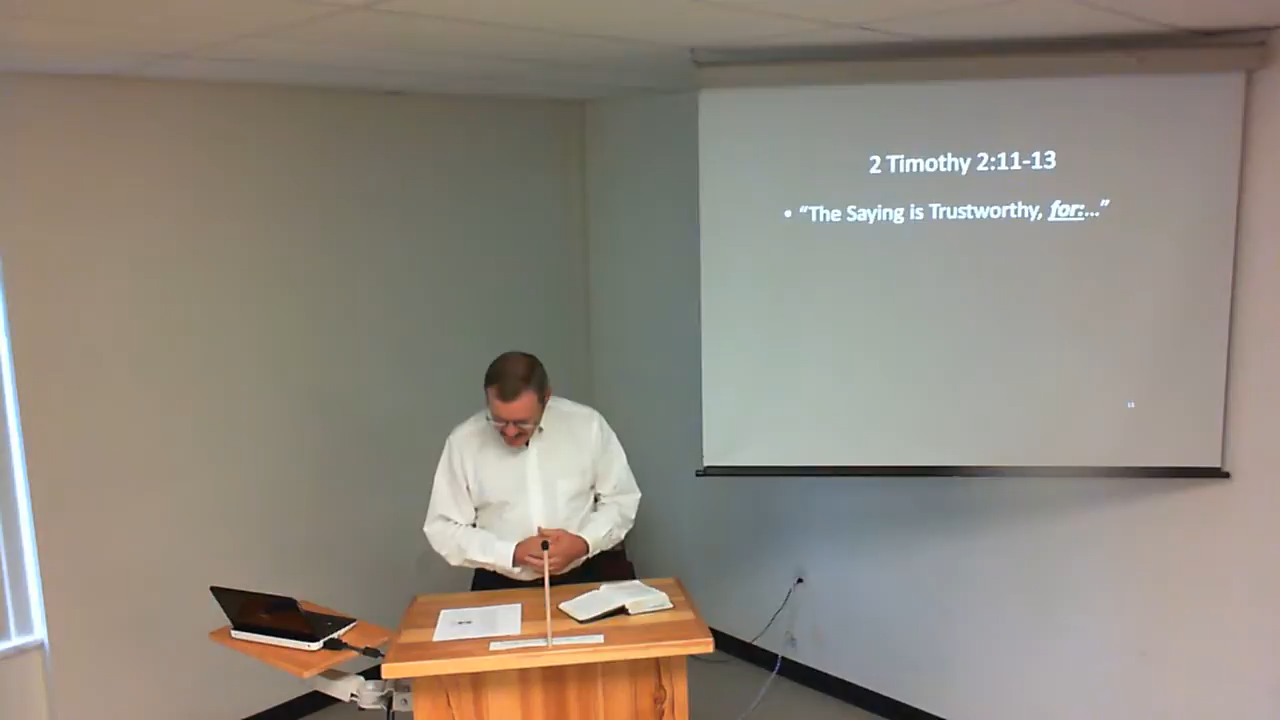 2 Timothy 2:11-13
• “The Saying is Trustworthy, for:…”